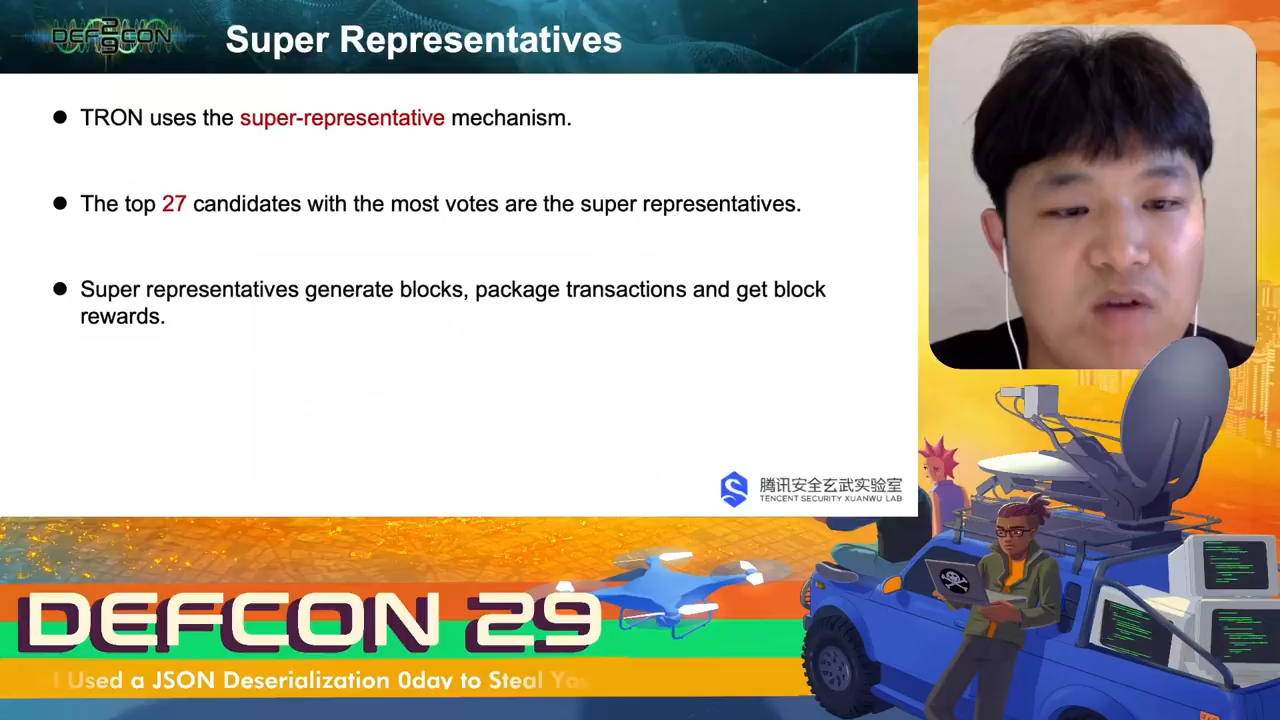 DEFCON
29
Super Representatives
● TRON uses the super-representative mechanism.
● The top 27 candidates with the most votes are the super representatives.
● Super representatives generate blocks, package transactions and get block
rewards.
腾讯安全玄武实验室
TENCENT SECURITY XUANWU LAB
DEFCON 29
I Used a JSON Deserialization 0day to Steal